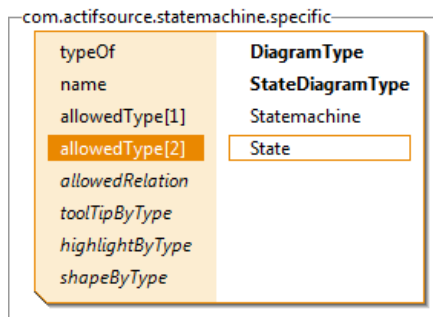 com.actifsource.statemachine.specific
typeOf DiagramType
name StateDiagramType
allowedType[1] Statemachine
allowedType[2] State
allowedRelation
toolTipByType
highlightByType
shapeByType